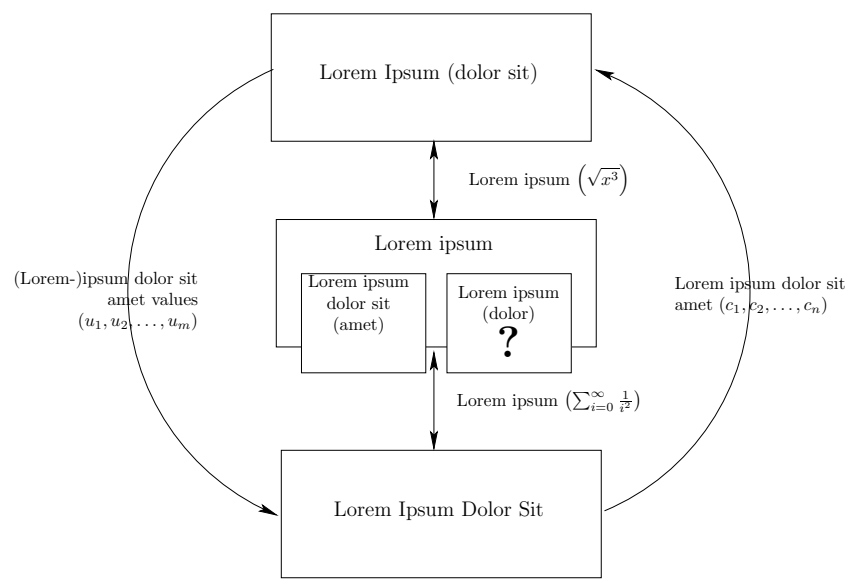 Lorem Ipsum (dolor sit)
Lorem ipsum (√x³)
Lorem ipsum
(Lorem-)ipsum dolor sit
amet values
(u₁, u₂, . . . , uₘ)
Lorem ipsum
dolor sit
(amet)
Lorem ipsum
(dolor)
?
Lorem ipsum dolor sit
amet (c₁, c₂, . . . , cₙ)
Lorem ipsum (∑_{i=0}^{∞} 1/i²)
Lorem Ipsum Dolor Sit